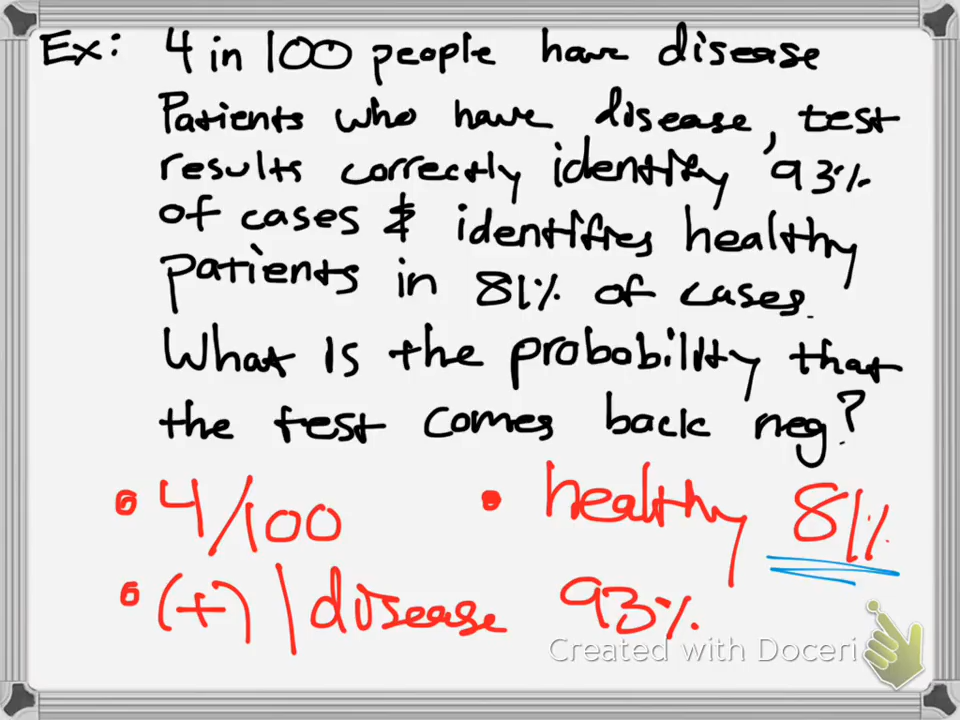 Ex: 4 in 100 people have disease
Patients who have disease, test
results correctly identify 93%
of cases & identifies healthy
patients in 81% of cases.
What is the probability that
the test comes back neg?
• 4/100 • healthy 81%
• (+) | disease 93%
Created with Doceri